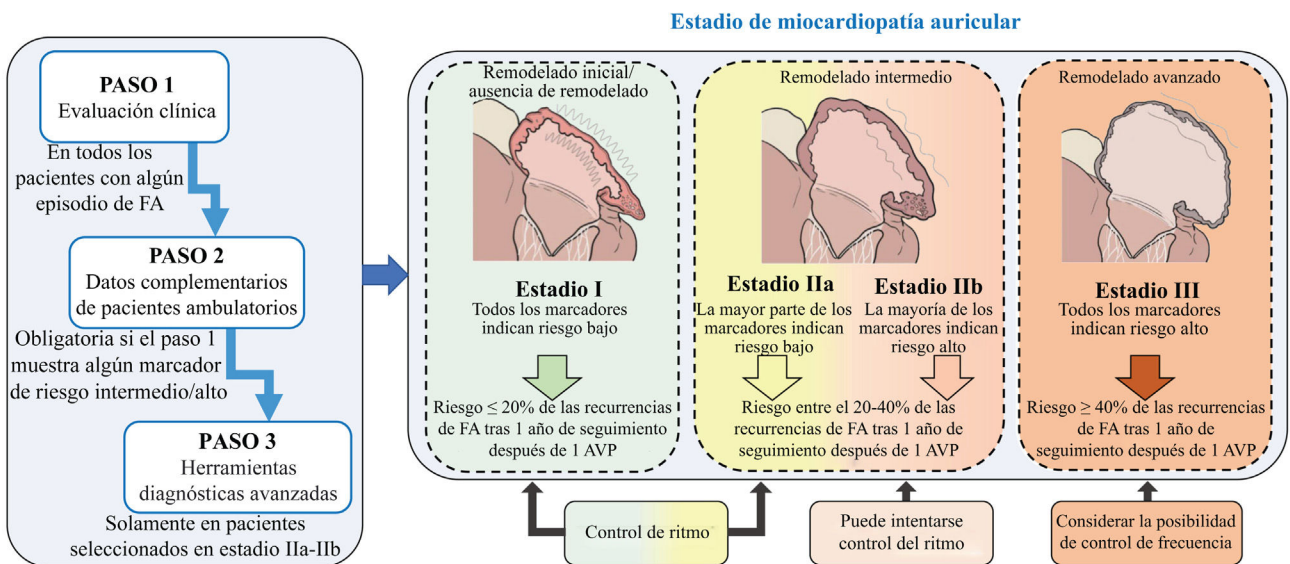 Estadio de miocardiopatía auricular
PASO 1
Evaluación clínica
En todos los
pacientes con algún
episodio de FA
PASO 2
Datos complementarios
de pacientes ambulatorios
Obligatoria si el paso 1
muestra algún marcador
de riesgo intermedio/alto
PASO 3
Herramientas
diagnósticas avanzadas
Solamente en pacientes
seleccionados en estadio IIa-IIb
Remodelado inicial/
ausencia de remodelado
Estadio I
Todos los marcadores
indican riesgo bajo
Riesgo ≤ 20% de las recurrencias
de FA tras 1 año de seguimiento
después de 1 AVP
Remodelado intermedio
Estadio IIa
La mayor parte de los
marcadores indican
riesgo bajo
Estadio IIb
La mayoría de los
marcadores indican
riesgo alto
Riesgo entre el 20-40% de las
recurrencias de FA tras 1 año de
seguimiento después de 1 AVP
Remodelado avanzado
Estadio III
Todos los marcadores
indican riesgo alto
Riesgo ≥ 40% de las recurrencias
de FA tras 1 año de
seguimiento después de 1 AVP
Control de ritmo
Puede intentarse
control del ritmo
Considerar la posibilidad
de control de frecuencia